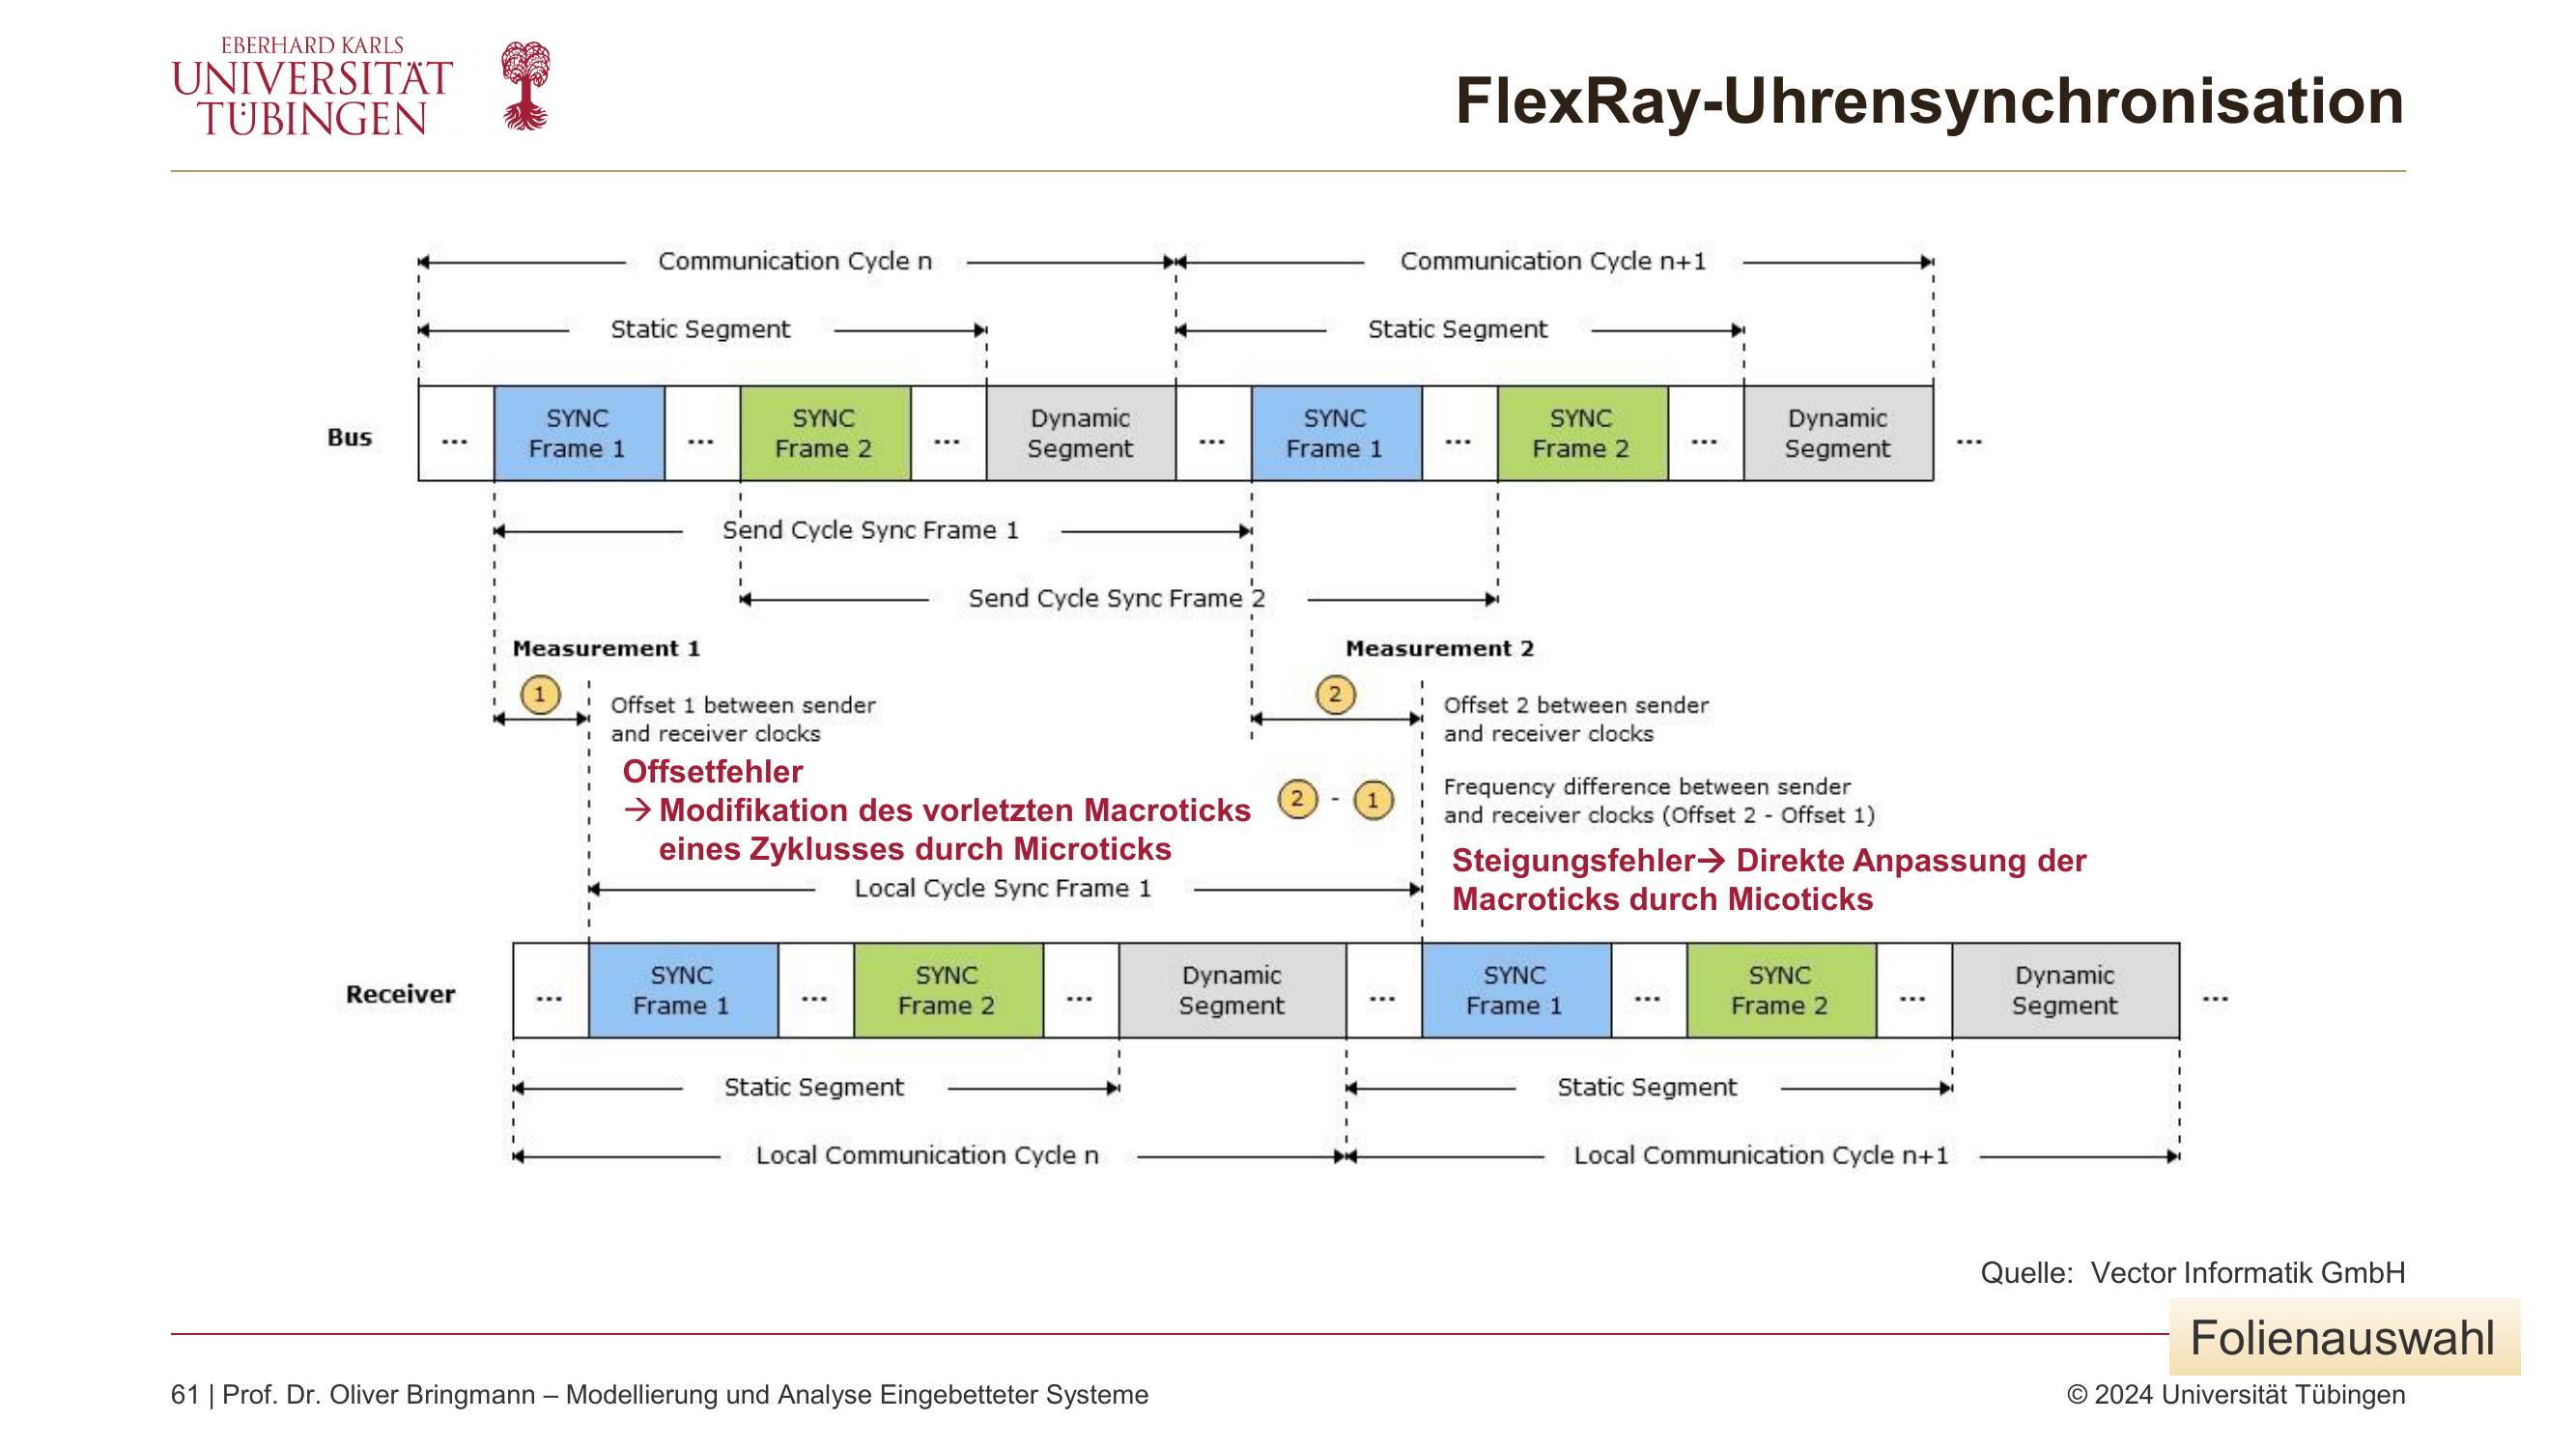 EBERHARD KARLS
UNIVERSITÄT
TÜBINGEN
FlexRay-Uhrensynchronisation
Communication Cycle n
Communication Cycle n+1
Static Segment
Static Segment
Bus
...
SYNC
Frame 1
...
SYNC
Frame 2
...
Dynamic
Segment
...
SYNC
Frame 1
...
SYNC
Frame 2
...
Dynamic
Segment
...
Send Cycle Sync Frame 1
Send Cycle Sync Frame 2
Measurement 1
Measurement 2
1
Offset 1 between sender
and receiver clocks
2
Offset 2 between sender
and receiver clocks
Offsetfehler
→ Modifikation des vorletzten Macroticks
eines Zyklusses durch Microticks
2 - 1
Frequency difference between sender
and receiver clocks (Offset 2 - Offset 1)
Steigungsfehler→ Direkte Anpassung der
Macroticks durch Micoticks
Local Cycle Sync Frame 1
Receiver
...
SYNC
Frame 1
...
SYNC
Frame 2
...
Dynamic
Segment
...
SYNC
Frame 1
...
SYNC
Frame 2
...
Dynamic
Segment
...
Static Segment
Static Segment
Local Communication Cycle n
Local Communication Cycle n+1
Quelle: Vector Informatik GmbH
Folienauswahl
61 | Prof. Dr. Oliver Bringmann – Modellierung und Analyse Eingebetteter Systeme
© 2024 Universität Tübingen